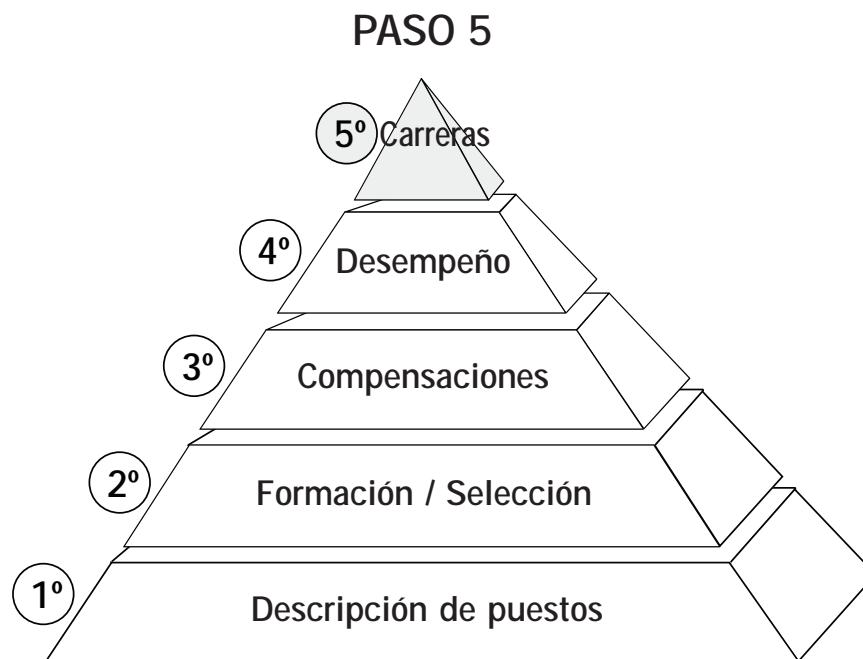 PASO 5
5º Carreras
4º Desempeño
3º Compensaciones
2º Formación / Selección
1º Descripción de puestos